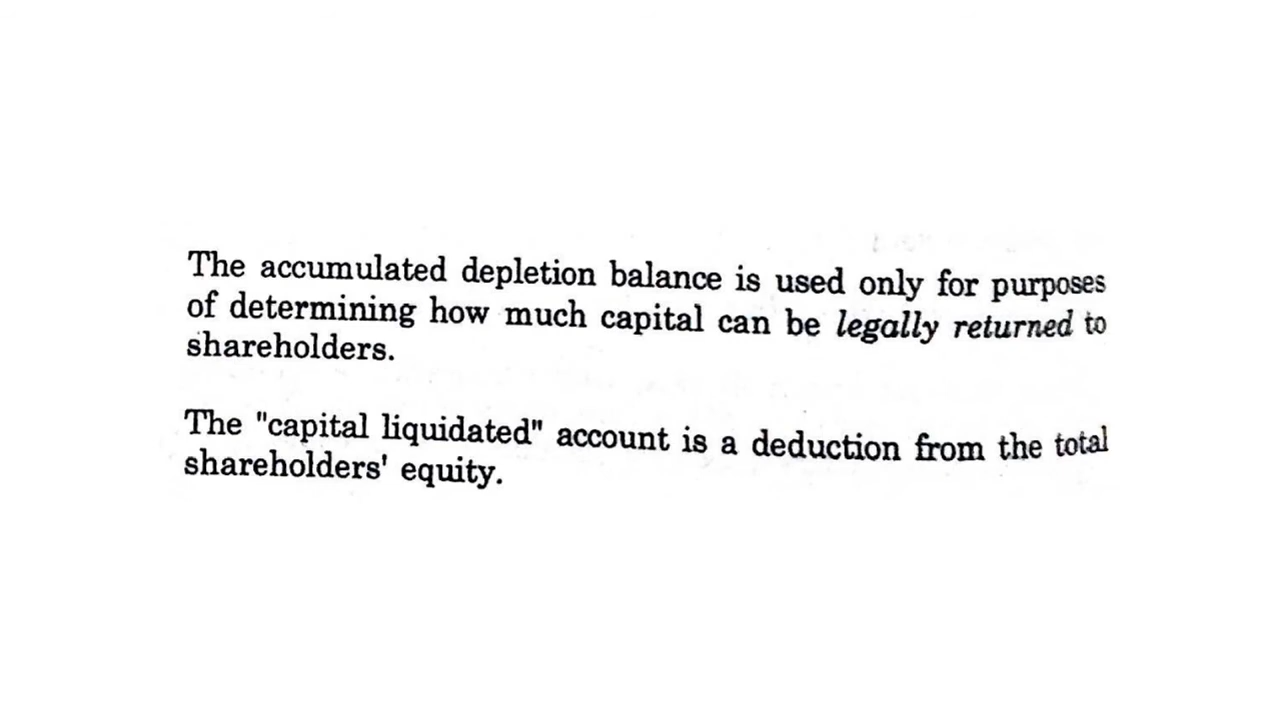 The accumulated depletion balance is used only for purposes
of determining how much capital can be legally returned to
shareholders.
The "capital liquidated" account is a deduction from the total
shareholders' equity.